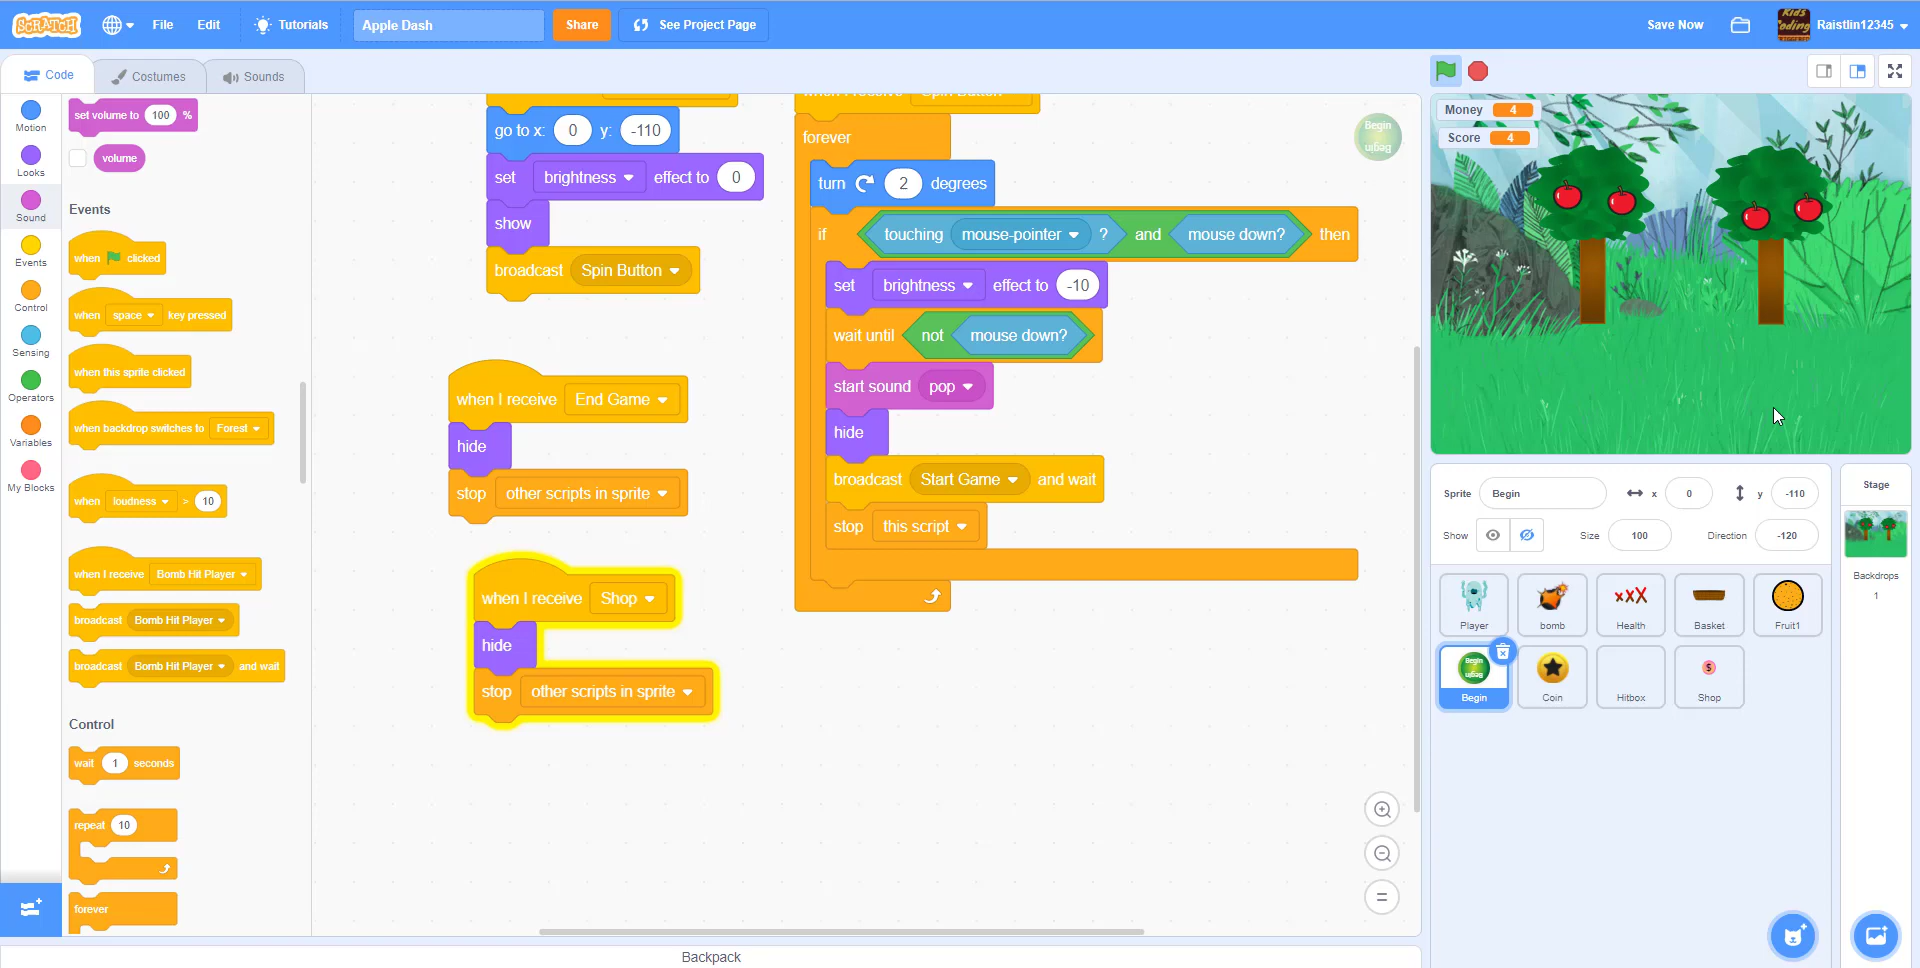 SCRATCH
File
Edit
Tutorials
Apple Dash
Share
See Project Page
Save Now
Raistlin12345
Code
Costumes
Sounds
Motion
Looks
Sound
Events
Control
Sensing
Operators
Variables
My Blocks
set volume to 100 %
volume
Events
when clicked
when space key pressed
when this sprite clicked
when backdrop switches to Forest
when loudness > 10
when I receive Bomb Hit Player
broadcast Bomb Hit Player
broadcast Bomb Hit Player and wait
Control
wait 1 seconds
repeat 10
forever
go to x: 0 y: -110
set brightness effect to 0
show
broadcast Spin Button
when I receive End Game
hide
stop other scripts in sprite
when I receive Shop
hide
stop other scripts in sprite
when I receive Spin Button
forever
turn 2 degrees
if touching mouse-pointer ? and mouse down? then
set brightness effect to -10
wait until not mouse down?
start sound pop
hide
broadcast Start Game and wait
stop this script
Begin
Begin
Backpack
Money 4
Score 4
Sprite Begin x 0 y -110
Show Size 100 Direction -120
Player
bomb
Health
Basket
Fruit1
Begin
Coin
Hitbox
Shop
Stage
Backdrops
1